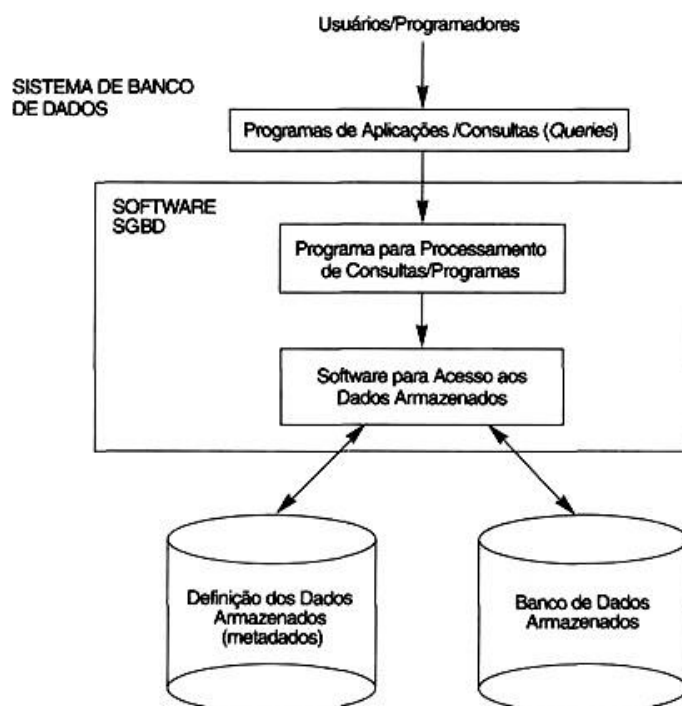 Usuários/Programadores
SISTEMA DE BANCO
DE DADOS
Programas de Aplicações /Consultas (Queries)
SOFTWARE
SGBD
Programa para Processamento
de Consultas/Programas
Software para Acesso aos
Dados Armazenados
Definição dos Dados
Armazenados
(metadados)
Banco de Dados
Armazenados